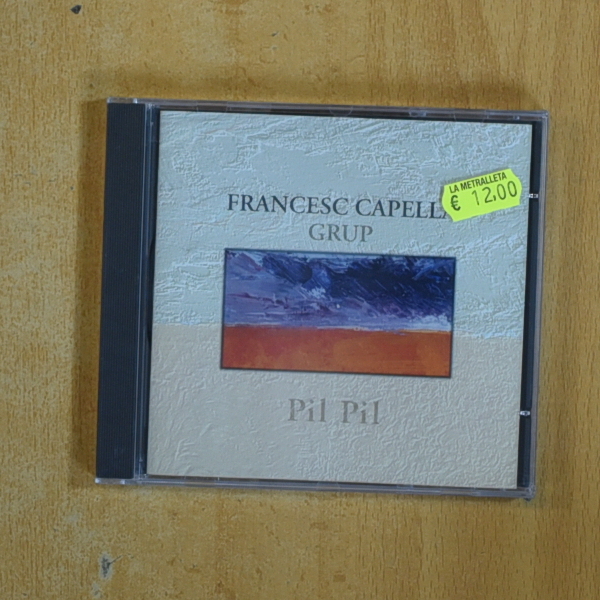 LA METRALLETA
€ 12,00
FRANCESC CAPELLA
GRUP
Pil Pil